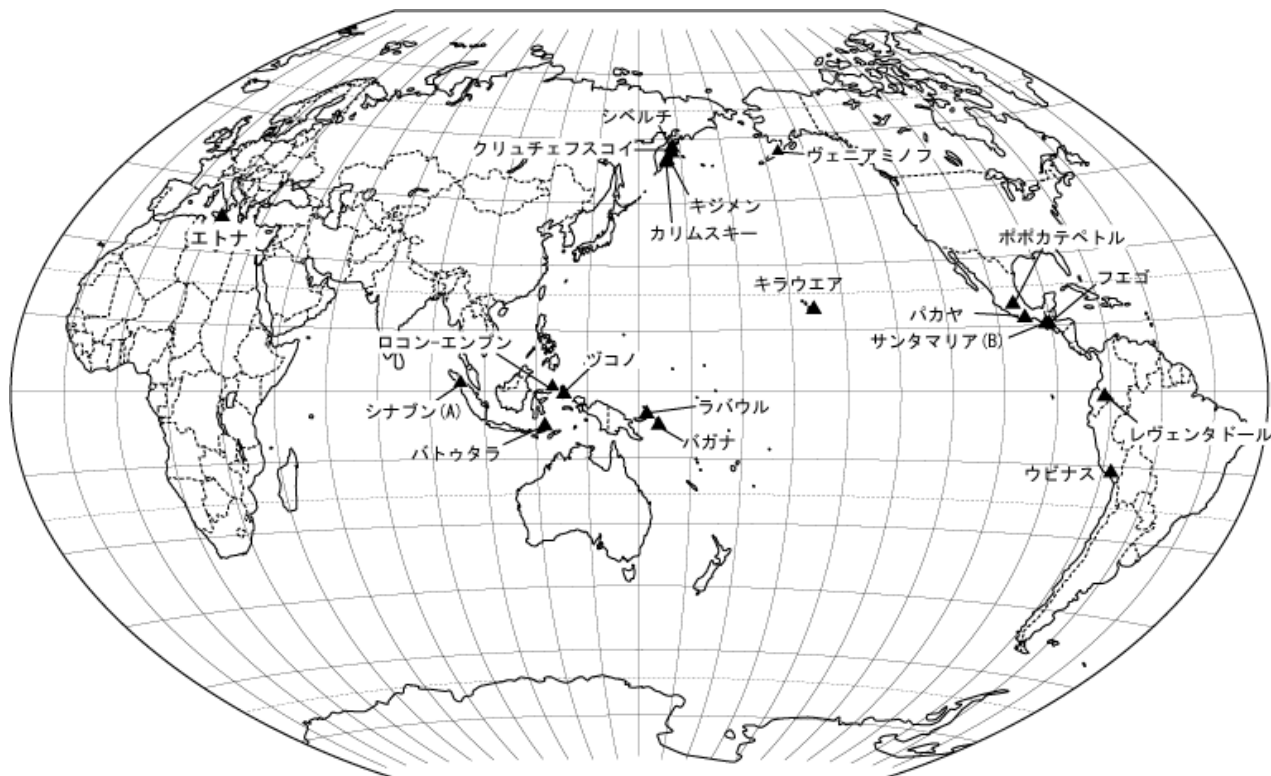 シベルチ
クリュチェフスコイ
ヴェニアミノフ
キジメン
カリムスキー
エトナ
ポポカテペトル
キラウエア
フエゴ
パカヤ
サンタマリア(B)
ロコン-エンプン
ヅコノ
シナブン(A)
ラバウル
バガナ
バトゥタラ
レヴェンタドール
ウビナス